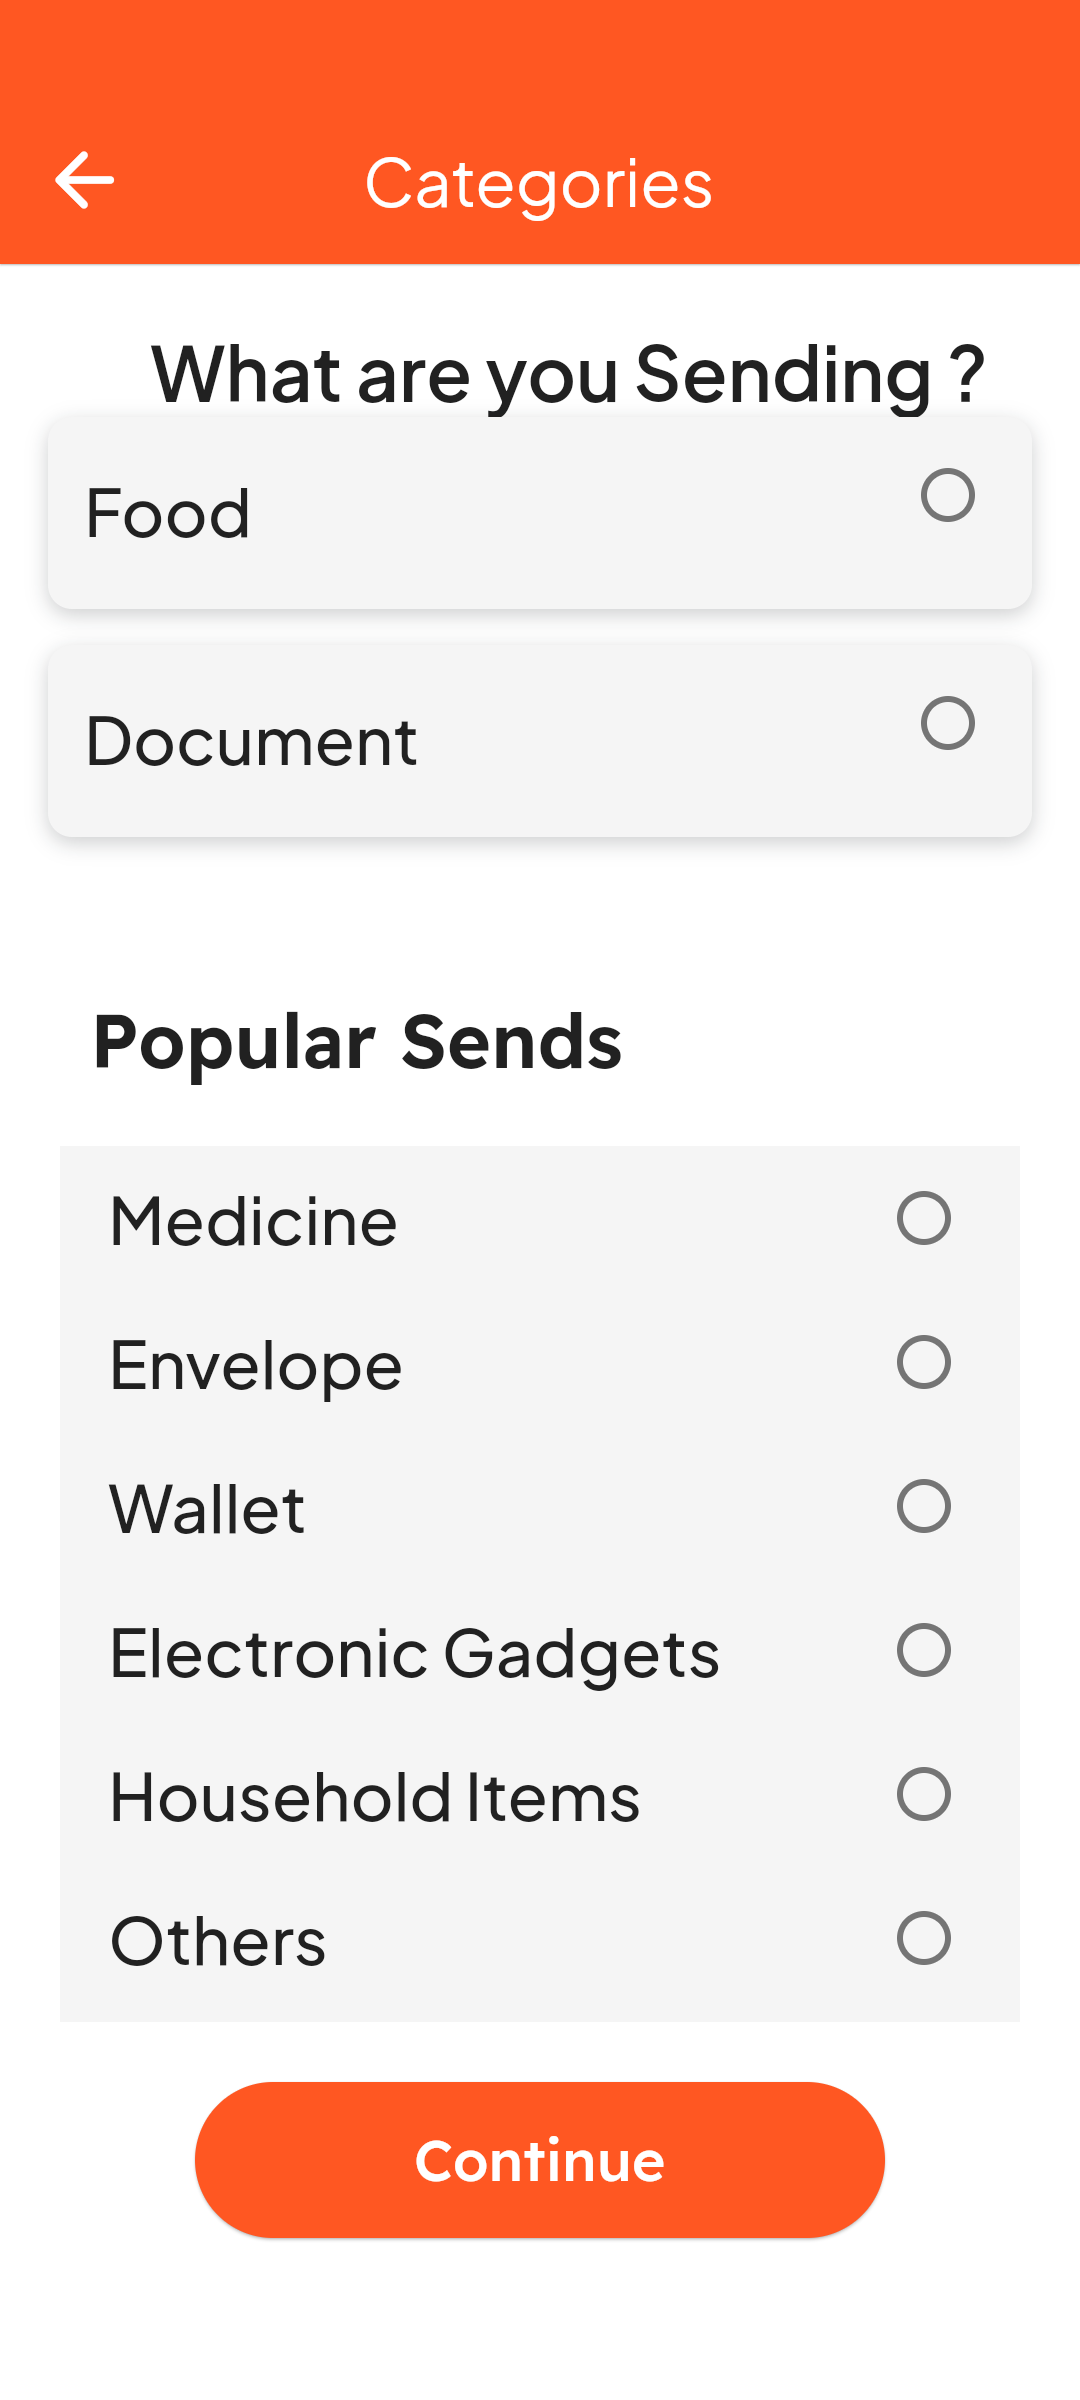 Categories
What are you Sending ?
Food
Document
Popular Sends
Medicine
Envelope
Wallet
Electronic Gadgets
Household Items
Others
Continue